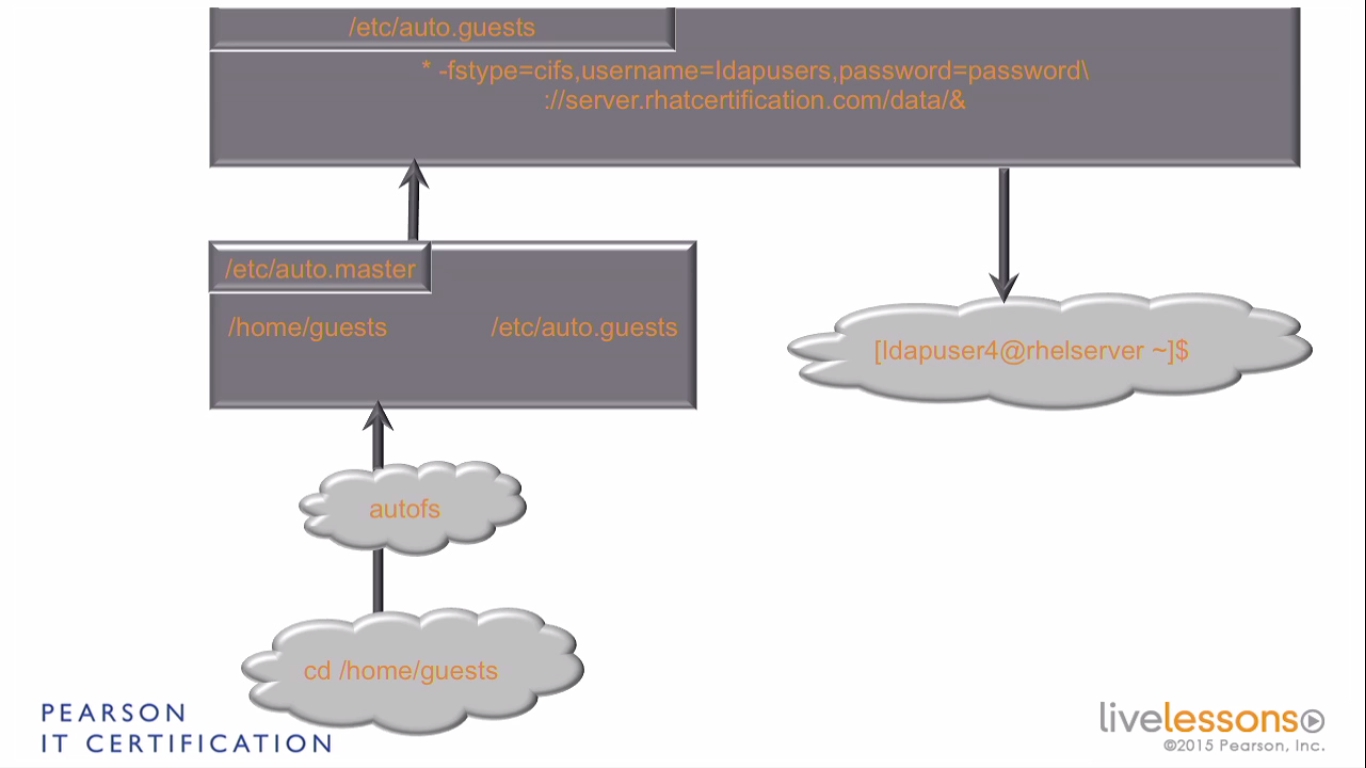 /etc/auto.guests
* -fstype=cifs,username=ldapusers,password=password\
://server.rhatcertification.com/data/&
/etc/auto.master
/home/guests /etc/auto.guests
[ldapuser4@rhelserver ~]$
autofs
cd /home/guests
PEARSON
IT CERTIFICATION
livelessons
©2015 Pearson, Inc.